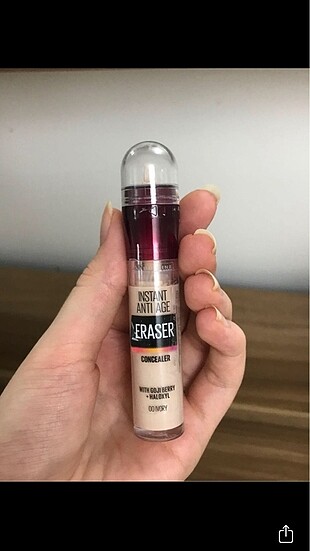 INSTANT
ANTI AGE
ERASER
CONCEALER
WITH GOJI BERRY
+ HALOXYL
00 IVORY